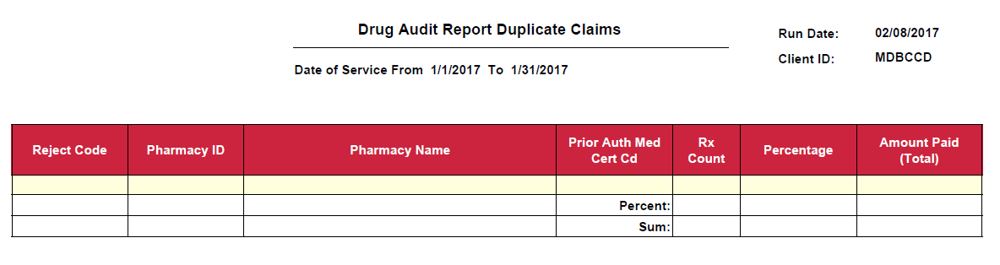 Drug Audit Report Duplicate Claims
Run Date: 02/08/2017
Client ID: MDBCCD
Date of Service From 1/1/2017 To 1/31/2017
Reject Code
Pharmacy ID
Pharmacy Name
Prior Auth Med
Cert Cd
Rx
Count
Percentage
Amount Paid
(Total)
Percent:
Sum: